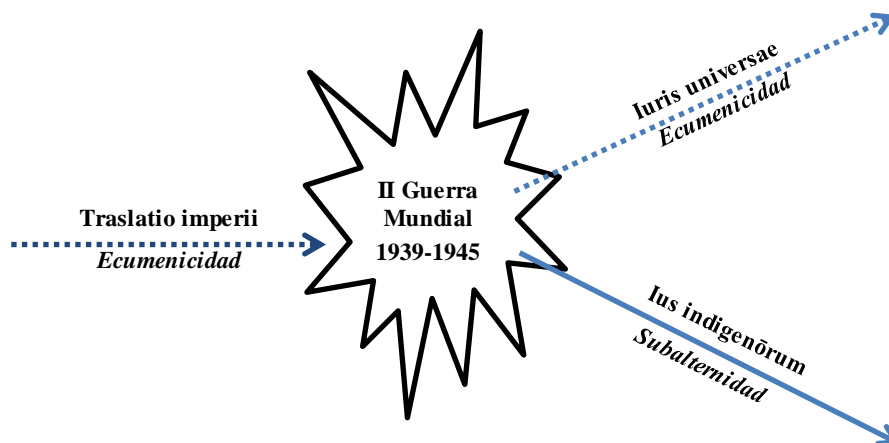 Traslatio imperii
Ecumenicidad
II Guerra
Mundial
1939-1945
Iuris universae
Ecumenicidad
Ius indigenōrum
Subalternidad